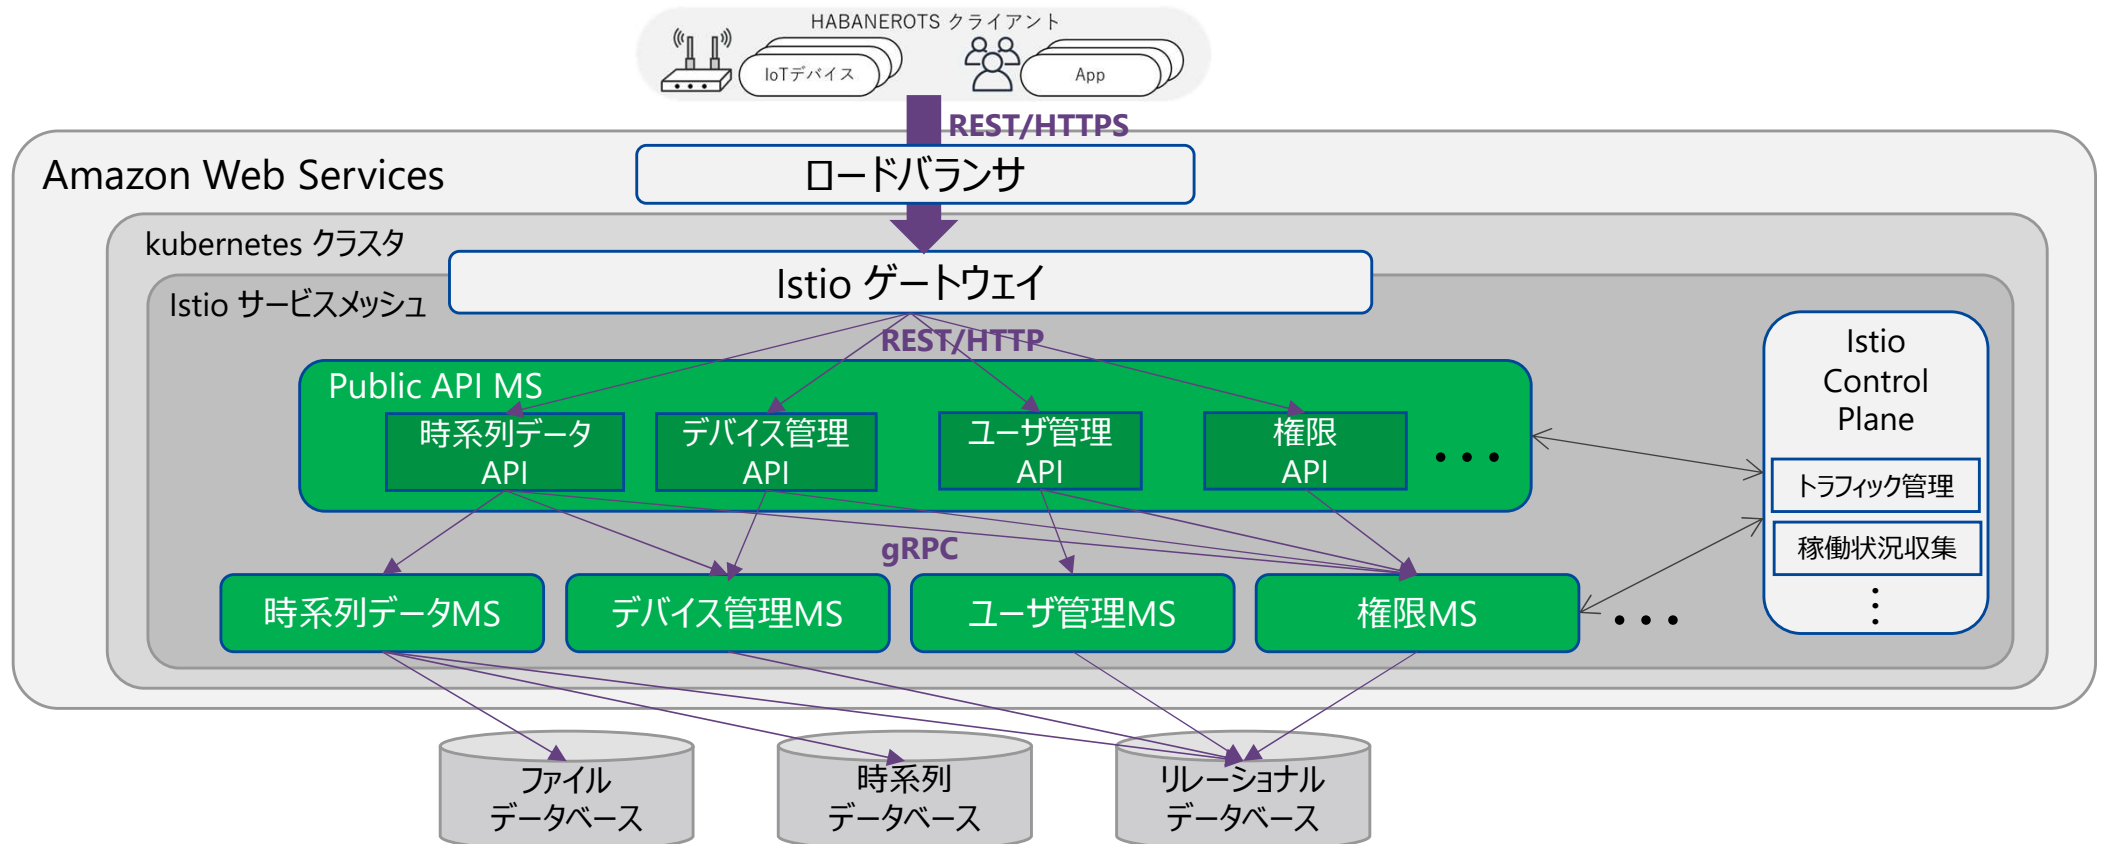 HABANEROTS クライアント
IoTデバイス
App
REST/HTTPS
Amazon Web Services
ロードバランサ
kubernetes クラスタ
Istio ゲートウェイ
Istio サービスメッシュ
REST/HTTP
Public API MS
時系列データ
API
デバイス管理
API
ユーザ管理
API
権限
API
・・・
Istio
Control
Plane
トラフィック管理
稼働状況収集
⋮
gRPC
時系列データMS
デバイス管理MS
ユーザ管理MS
権限MS
・・・
ファイル
データベース
時系列
データベース
リレーショナル
データベース